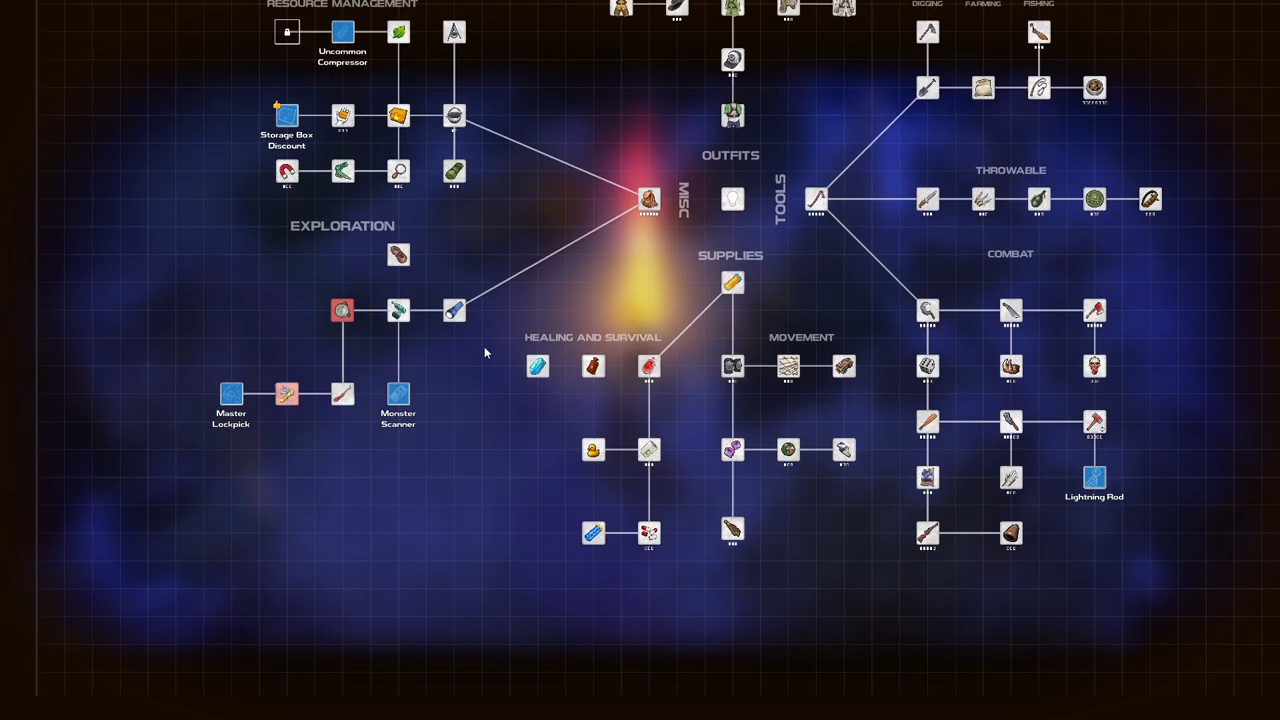 RESOURCE MANAGEMENT
DIGGING
FARMING
FISHING
Uncommon
Compressor
Storage Box
Discount
OUTFITS
THROWABLE
MISC
TOOLS
EXPLORATION
SUPPLIES
COMBAT
HEALING AND SURVIVAL
MOVEMENT
Master
Lockpick
Monster
Scanner
Lightning Rod